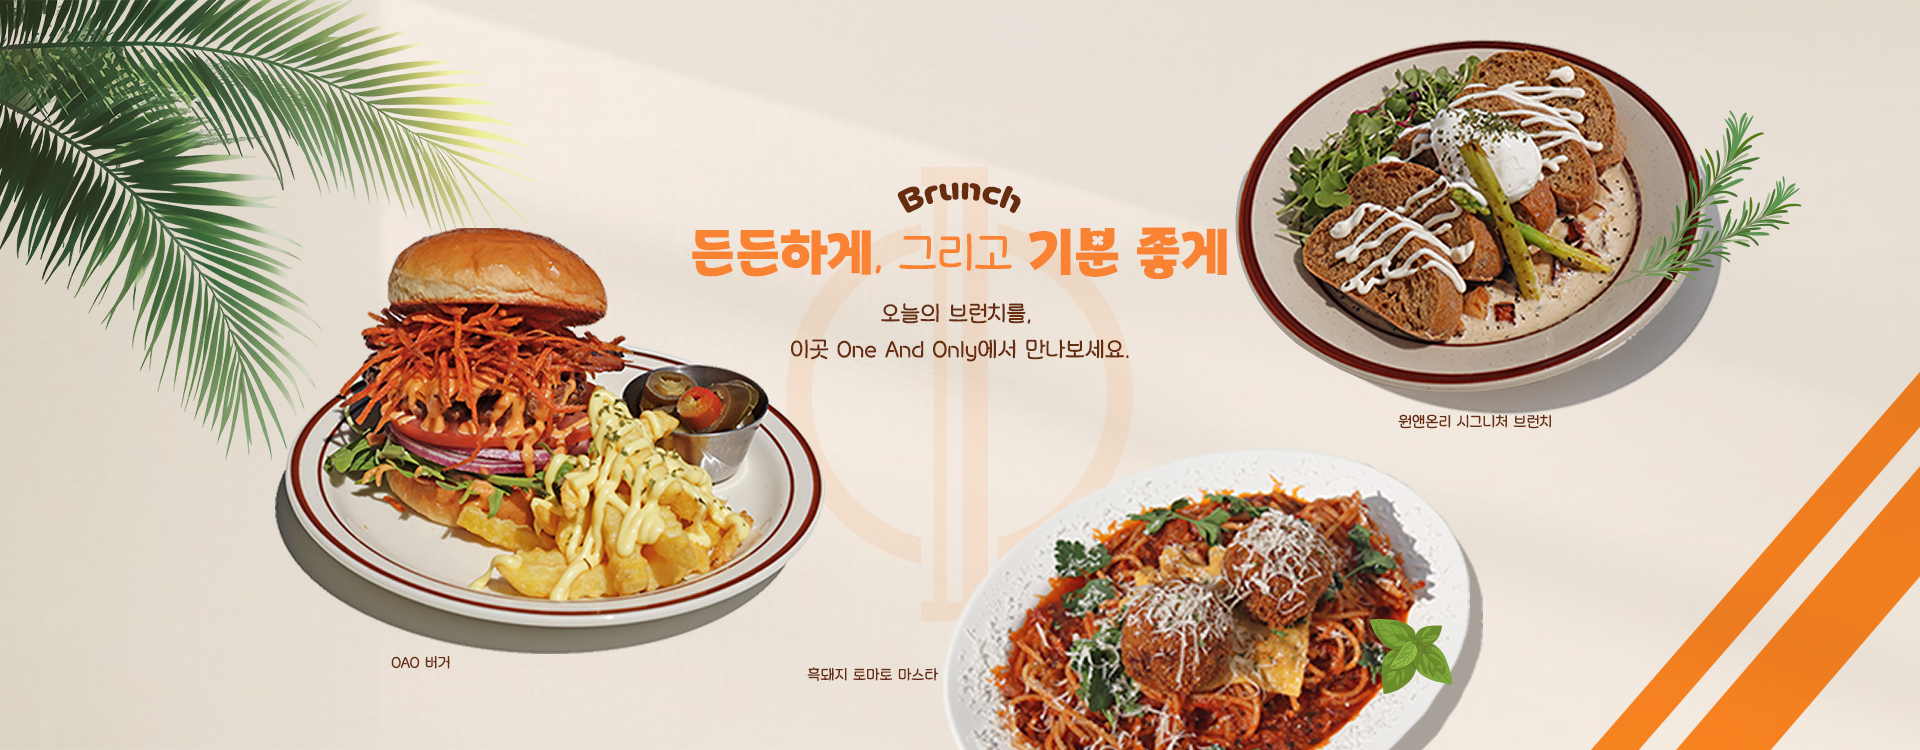 Brunch
든든하게, 그리고 기분 좋게
오늘의 브런치를,
이곳 One And Only에서 만나보세요.
원앤온리 시그니처 브런치
OAO 버거
흑돼지 토마토 마스타